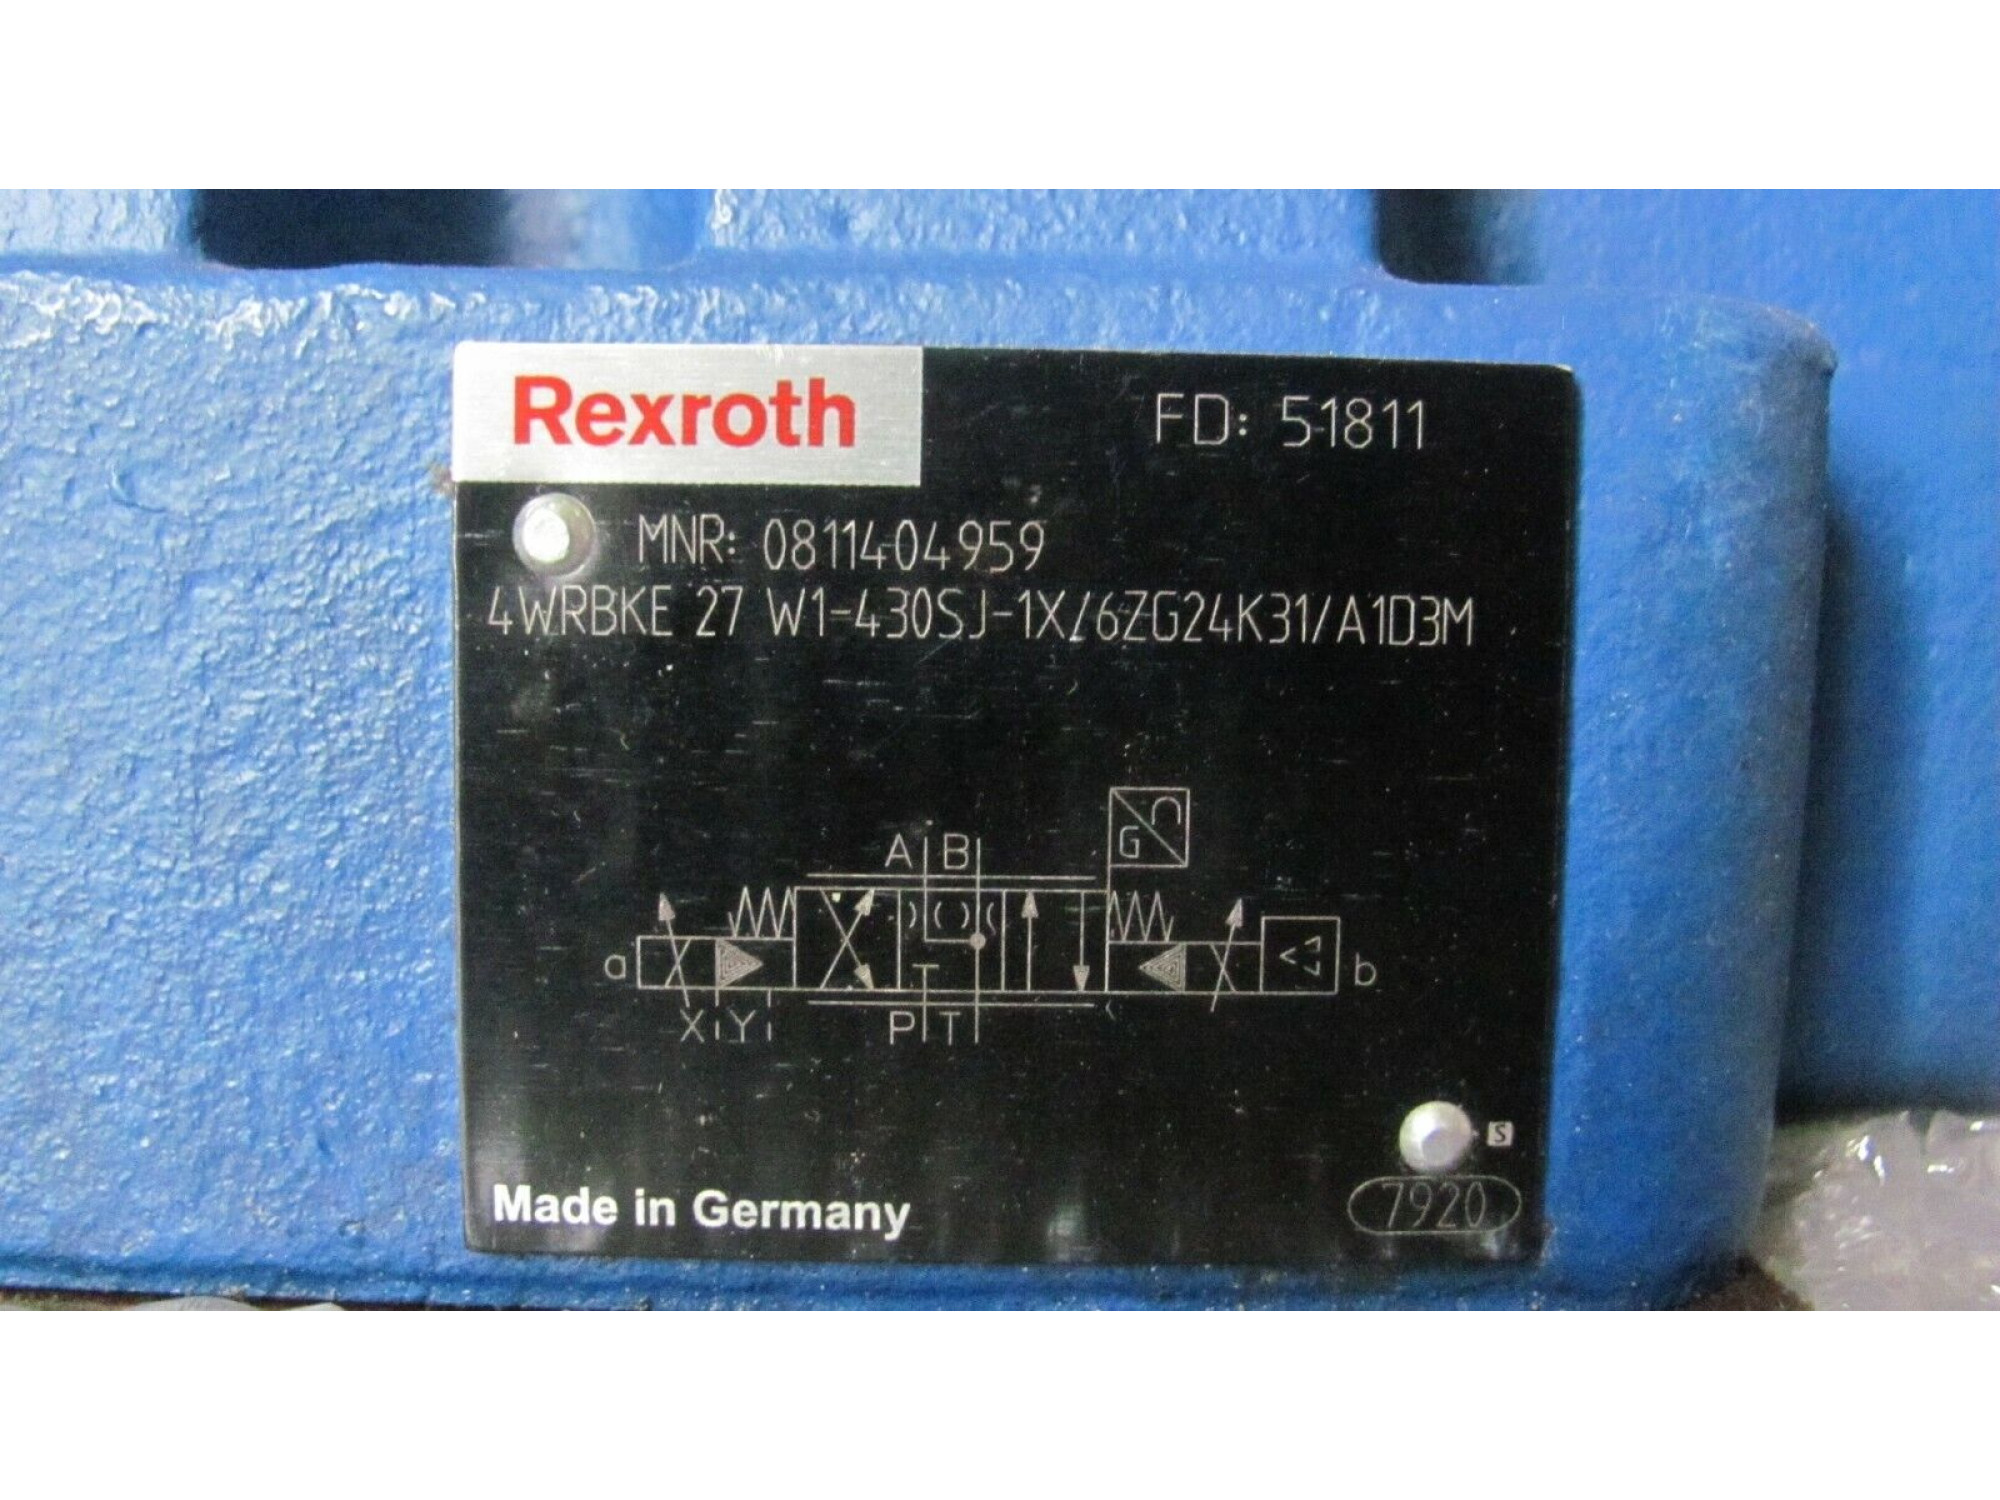 Rexroth
FD: 51811
MNR: 0811404959
4WRBKE 27 W1-430SJ-1X/6ZG24K31/A1D3M
G
A B
a b
X Y P T
S
Made in Germany
7920